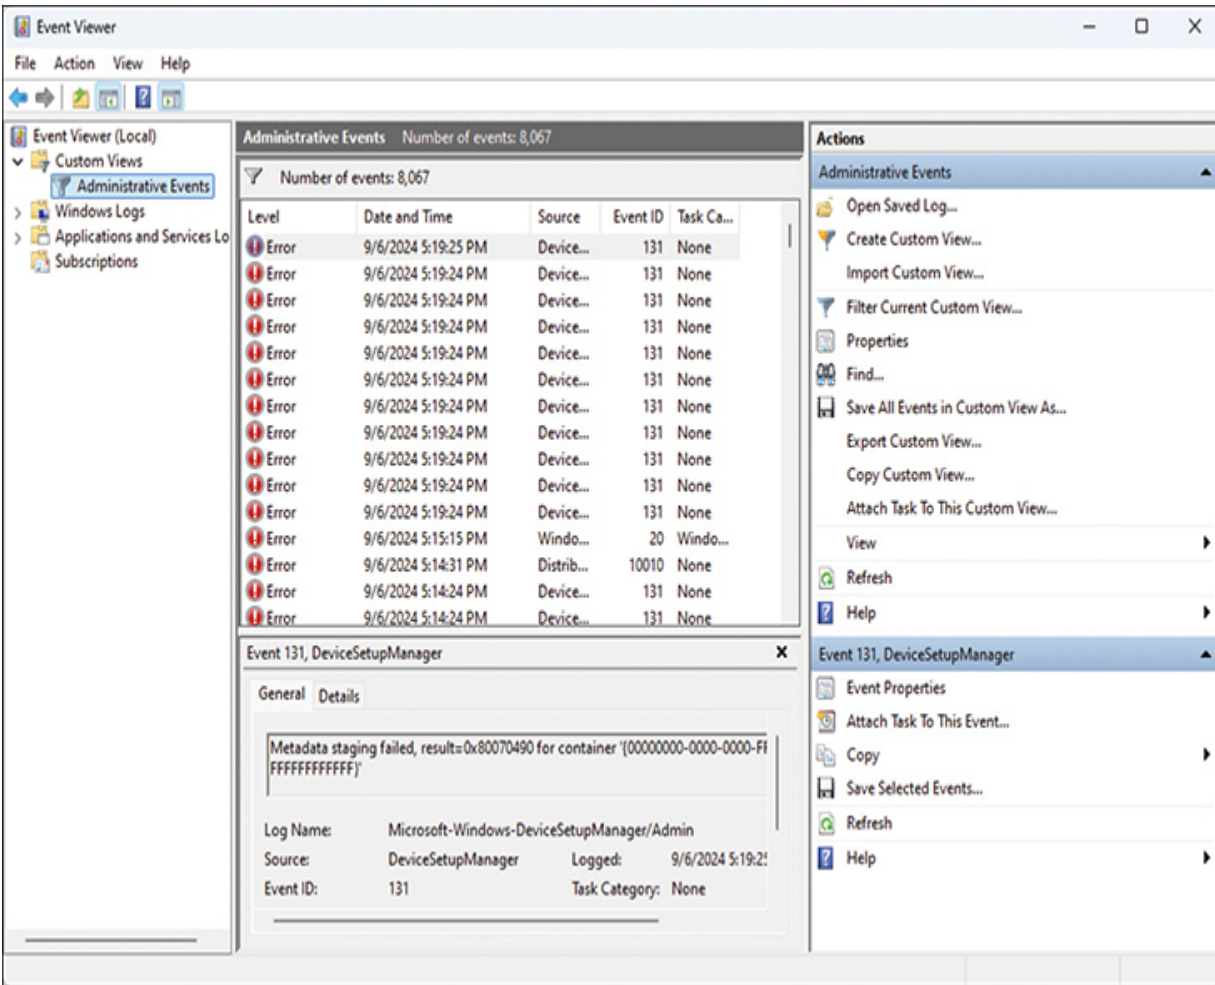 Event Viewer
File Action View Help
Event Viewer (Local)
Custom Views
Administrative Events
Windows Logs
Applications and Services Lo
Subscriptions
Administrative Events Number of events: 8,067
Number of events: 8,067
Level Date and Time Source Event ID Task Ca...
Error 9/6/2024 5:19:25 PM Device... 131 None
Error 9/6/2024 5:19:24 PM Device... 131 None
Error 9/6/2024 5:19:24 PM Device... 131 None
Error 9/6/2024 5:19:24 PM Device... 131 None
Error 9/6/2024 5:19:24 PM Device... 131 None
Error 9/6/2024 5:19:24 PM Device... 131 None
Error 9/6/2024 5:19:24 PM Device... 131 None
Error 9/6/2024 5:19:24 PM Device... 131 None
Error 9/6/2024 5:19:24 PM Device... 131 None
Error 9/6/2024 5:19:24 PM Device... 131 None
Error 9/6/2024 5:19:24 PM Device... 131 None
Error 9/6/2024 5:15:15 PM Windo... 20 Windo...
Error 9/6/2024 5:14:31 PM Distrib... 10010 None
Error 9/6/2024 5:14:24 PM Device... 131 None
Error 9/6/2024 5:14:24 PM Device... 131 None
Event 131, DeviceSetupManager
General Details
Metadata staging failed, result=0x80070490 for container '{00000000-0000-0000-FF
FFFFFFFFFFFF}'
Log Name: Microsoft-Windows-DeviceSetupManager/Admin
Source: DeviceSetupManager Logged: 9/6/2024 5:19:25
Event ID: 131 Task Category: None
Actions
Administrative Events
Open Saved Log...
Create Custom View...
Import Custom View...
Filter Current Custom View...
Properties
Find...
Save All Events in Custom View As...
Export Custom View...
Copy Custom View...
Attach Task To This Custom View...
View
Refresh
Help
Event 131, DeviceSetupManager
Event Properties
Attach Task To This Event...
Copy
Save Selected Events...
Refresh
Help